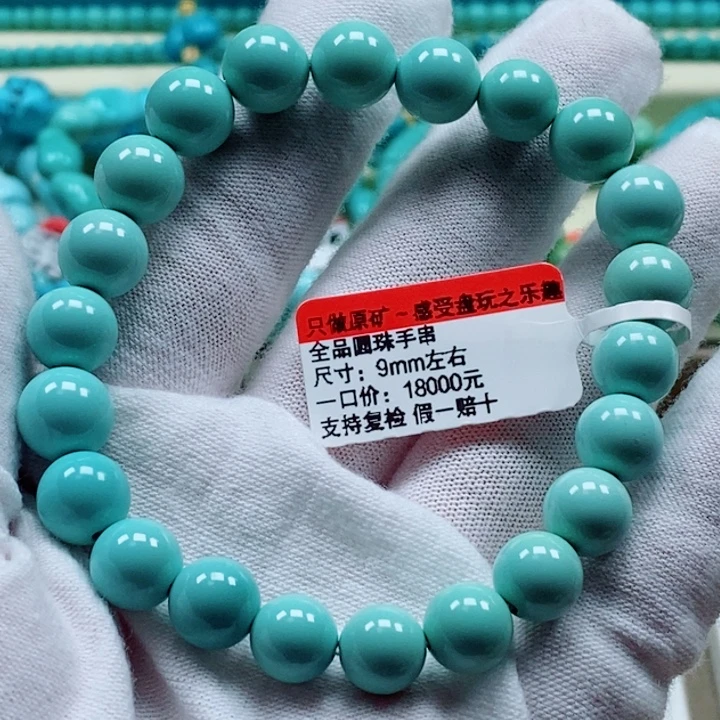 只做原矿~感受盘玩之乐趣
全品圆珠手串
尺寸：9mm左右
一口价：18000元
支持复检 假一赔十